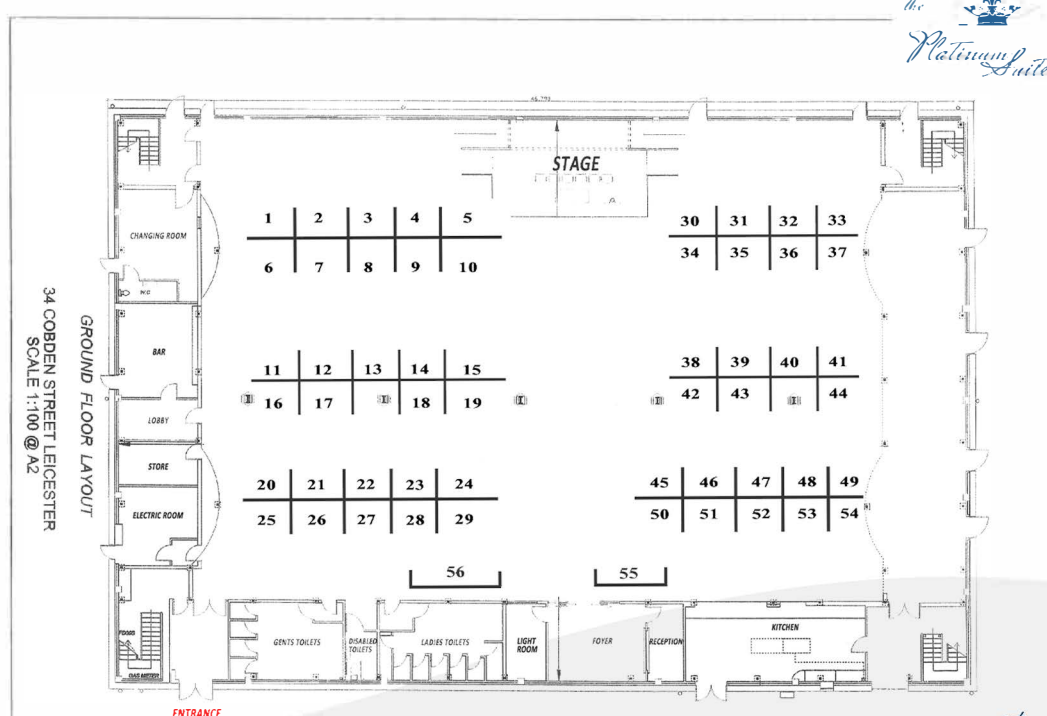 the
Platinum
Suite
46.793
STAGE
1 2 3 4 5
30 31 32 33
CHANGING ROOM
6 7 8 9 10
34 35 36 37
W.C
34 COBDEN STREET LEICESTER
SCALE 1:100 @ A2
GROUND FLOOR LAYOUT
BAR
11 12 13 14 15
38 39 40 41
16 17 18 19
42 43 44
LOBBY
STORE
20 21 22 23 24
45 46 47 48 49
ELECTRIC ROOM
25 26 27 28 29
50 51 52 53 54
56
55
GENTS TOILETS
DISABLED
TOILETS
LADIES TOILETS
LIGHT
ROOM
FOYER
RECEPTION
KITCHEN
GAS METER
ENTRANCE